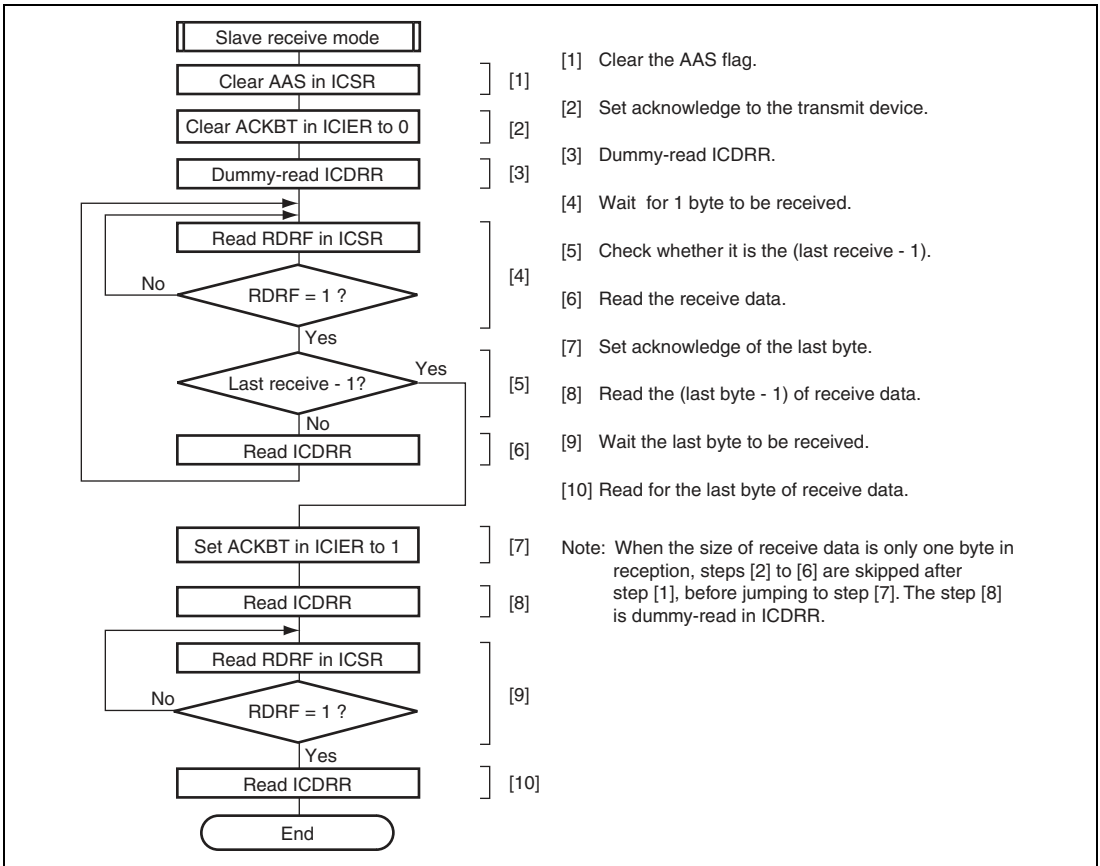 Slave receive mode
Clear AAS in ICSR
[1]
Clear ACKBT in ICIER to 0
[2]
Dummy-read ICDRR
[3]
Read RDRF in ICSR
No
RDRF = 1 ?
[4]
Yes
Last receive - 1?
Yes
[5]
No
Read ICDRR
[6]
Set ACKBT in ICIER to 1
[7]
Read ICDRR
[8]
Read RDRF in ICSR
No
RDRF = 1 ?
[9]
Yes
Read ICDRR
[10]
End
[1] Clear the AAS flag.
[2] Set acknowledge to the transmit device.
[3] Dummy-read ICDRR.
[4] Wait for 1 byte to be received.
[5] Check whether it is the (last receive - 1).
[6] Read the receive data.
[7] Set acknowledge of the last byte.
[8] Read the (last byte - 1) of receive data.
[9] Wait the last byte to be received.
[10] Read for the last byte of receive data.
Note: When the size of receive data is only one byte in
reception, steps [2] to [6] are skipped after
step [1], before jumping to step [7]. The step [8]
is dummy-read in ICDRR.